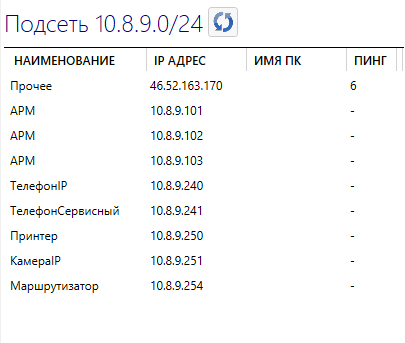 Подсеть 10.8.9.0/24
НАИМЕНОВАНИЕ IP АДРЕС ИМЯ ПК ПИНГ
Прочее 46.52.163.170 6
АРМ 10.8.9.101 -
АРМ 10.8.9.102 -
АРМ 10.8.9.103 -
ТелефонIP 10.8.9.240 -
ТелефонСервисный 10.8.9.241 -
Принтер 10.8.9.250 -
КамераIP 10.8.9.251 -
Маршрутизатор 10.8.9.254 -